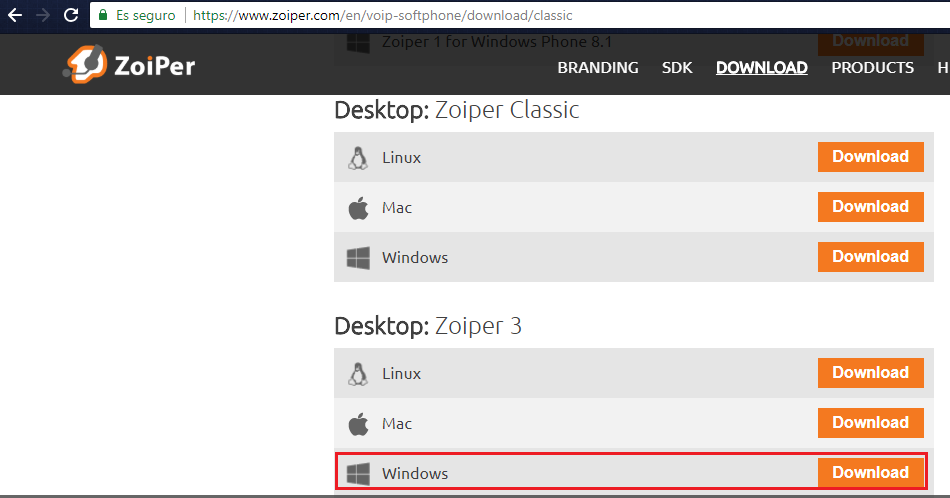 Es seguro https://www.zoiper.com/en/voip-softphone/download/classic
Zoiper 1 for Windows Phone 8.1 Download
ZoiPer BRANDING SDK DOWNLOAD PRODUCTS H
Desktop: Zoiper Classic
Linux Download
Mac Download
Windows Download
Desktop: Zoiper 3
Linux Download
Mac Download
Windows Download